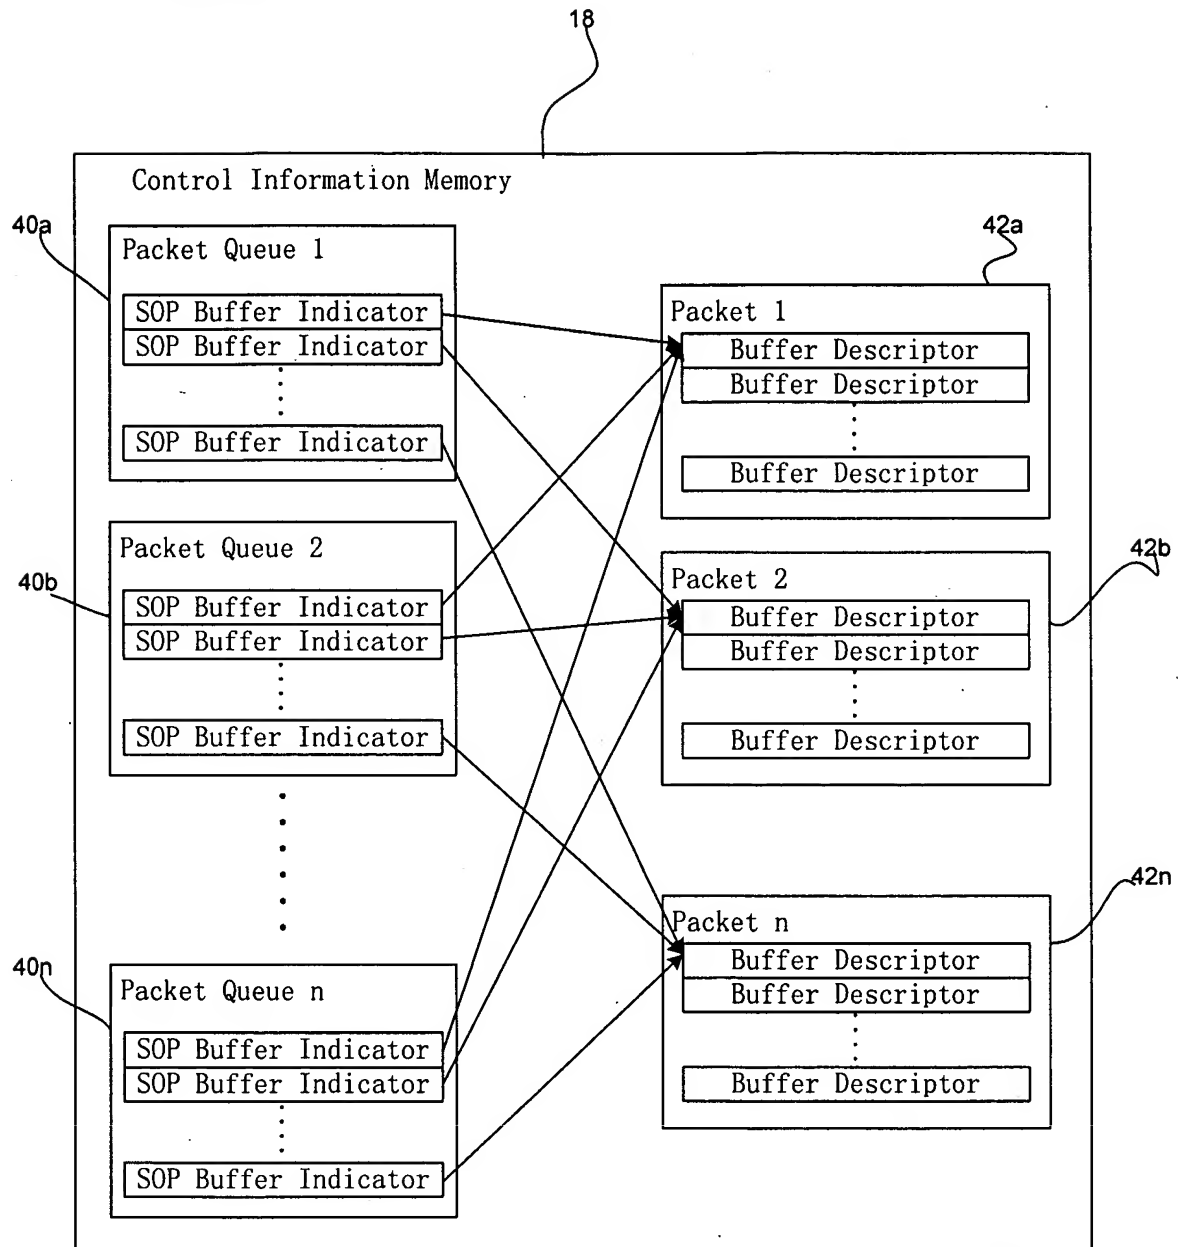 18
Control Information Memory
40a
Packet Queue 1
SOP Buffer Indicator
SOP Buffer Indicator
SOP Buffer Indicator
42a
Packet 1
Buffer Descriptor
Buffer Descriptor
Buffer Descriptor
40b
Packet Queue 2
SOP Buffer Indicator
SOP Buffer Indicator
SOP Buffer Indicator
42b
Packet 2
Buffer Descriptor
Buffer Descriptor
Buffer Descriptor
40n
Packet Queue n
SOP Buffer Indicator
SOP Buffer Indicator
SOP Buffer Indicator
42n
Packet n
Buffer Descriptor
Buffer Descriptor
Buffer Descriptor